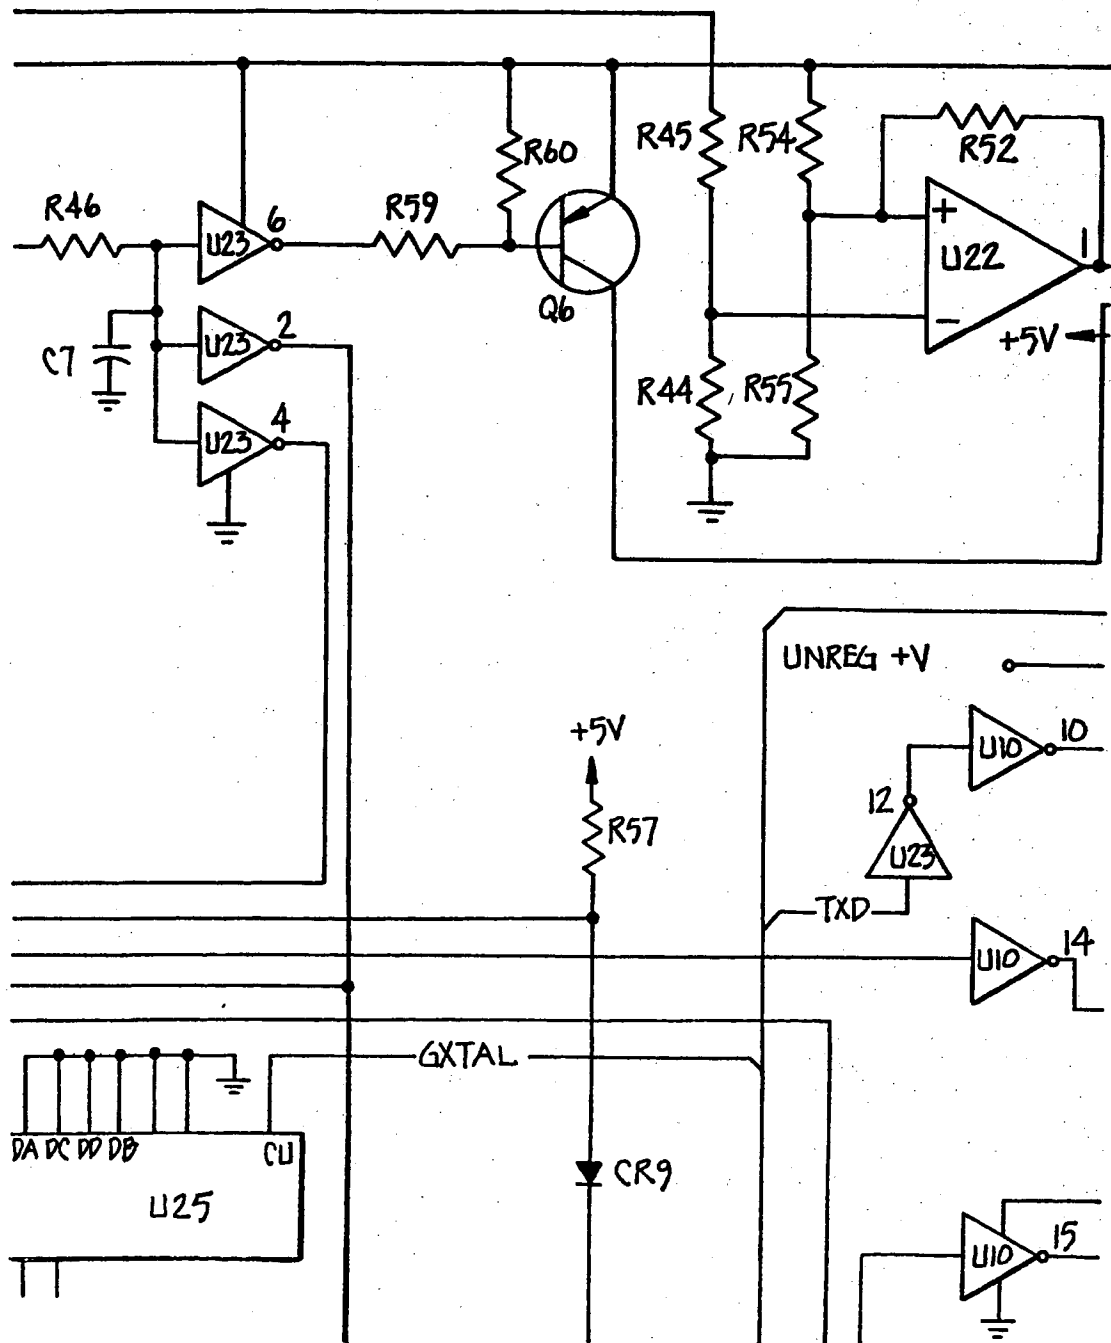 R45
R54
R52
R60
R46
U23
6
R59
+
U22
1
−
Q6
+5V
U23
2
C7
R44
R55
U23
4
UNREG +V
+5V
U10
10
12
R57
U23
TXD
U10
14
GXTAL
DA DC DD DB
CU
CR9
U25
U10
15